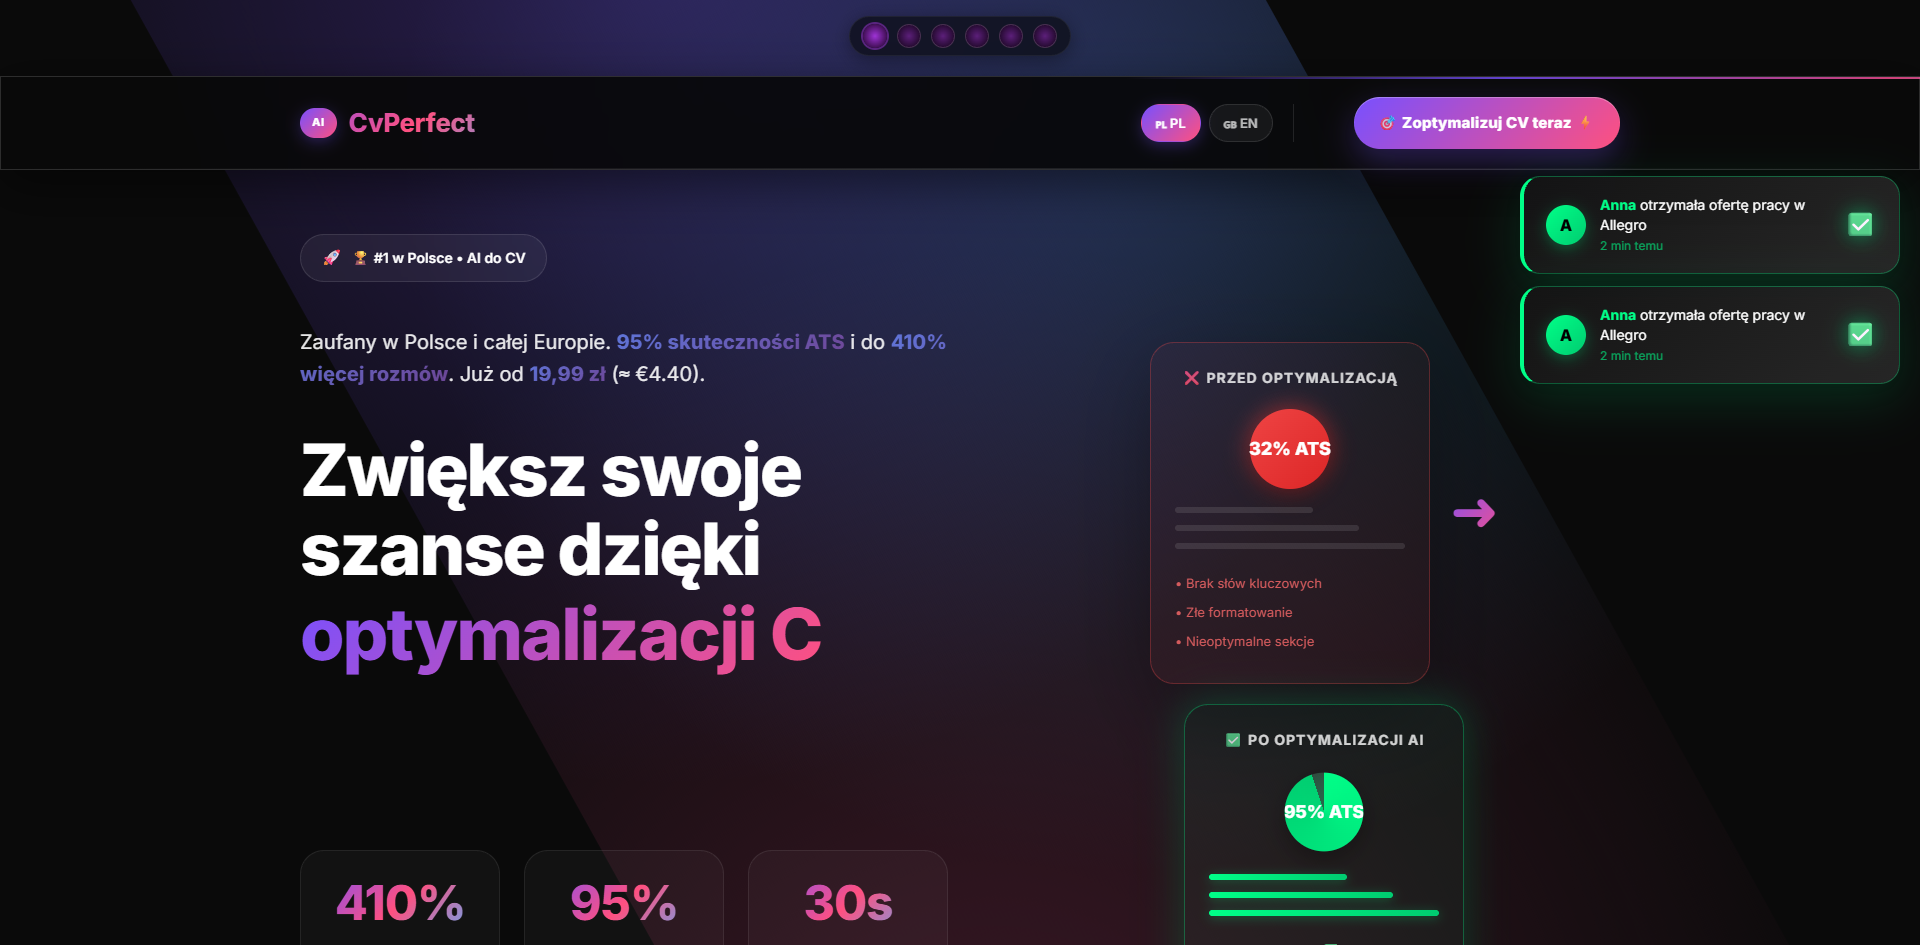 AI CvPerfect
PL PL
GB EN
🎯 Zoptymalizuj CV teraz
Anna otrzymała ofertę pracy w
Allegro
2 min temu
A
Anna otrzymała ofertę pracy w
Allegro
2 min temu
A
🚀 🏆 #1 w Polsce • AI do CV
Zaufany w Polsce i całej Europie. 95% skuteczności ATS i do 410%
więcej rozmów. Już od 19,99 zł (≈ €4.40).
Zwiększ swoje
szanse dzięki
optymalizacji C
410%
95%
30s
❌ PRZED OPTYMALIZACJĄ
32% ATS
• Brak słów kluczowych
• Złe formatowanie
• Nieoptymalne sekcje
➜
✅ PO OPTYMALIZACJI AI
95% ATS